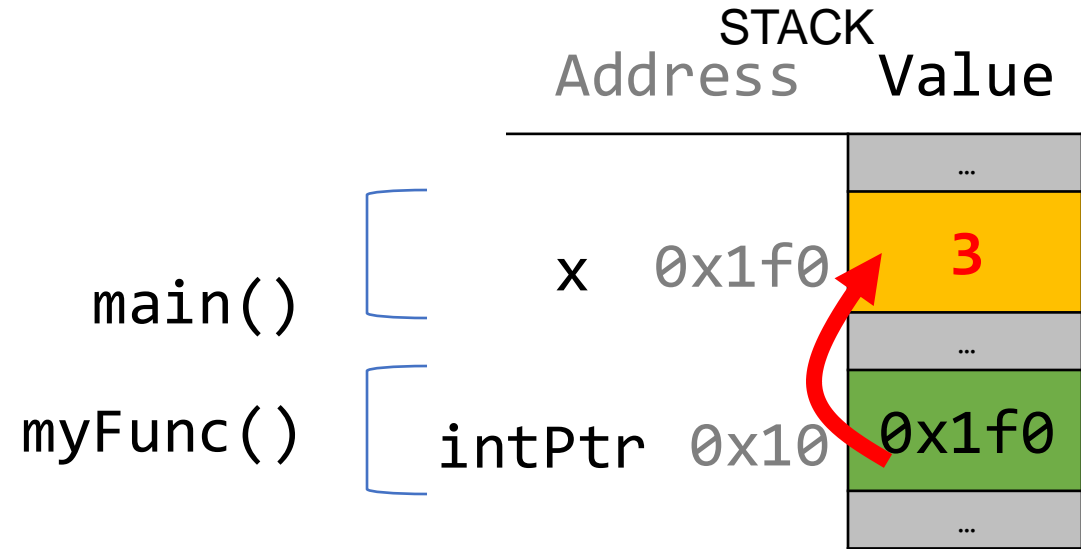 STACK
Address Value
…
x 0x1f0 3
main()
…
myFunc() intPtr 0x10 0x1f0
…